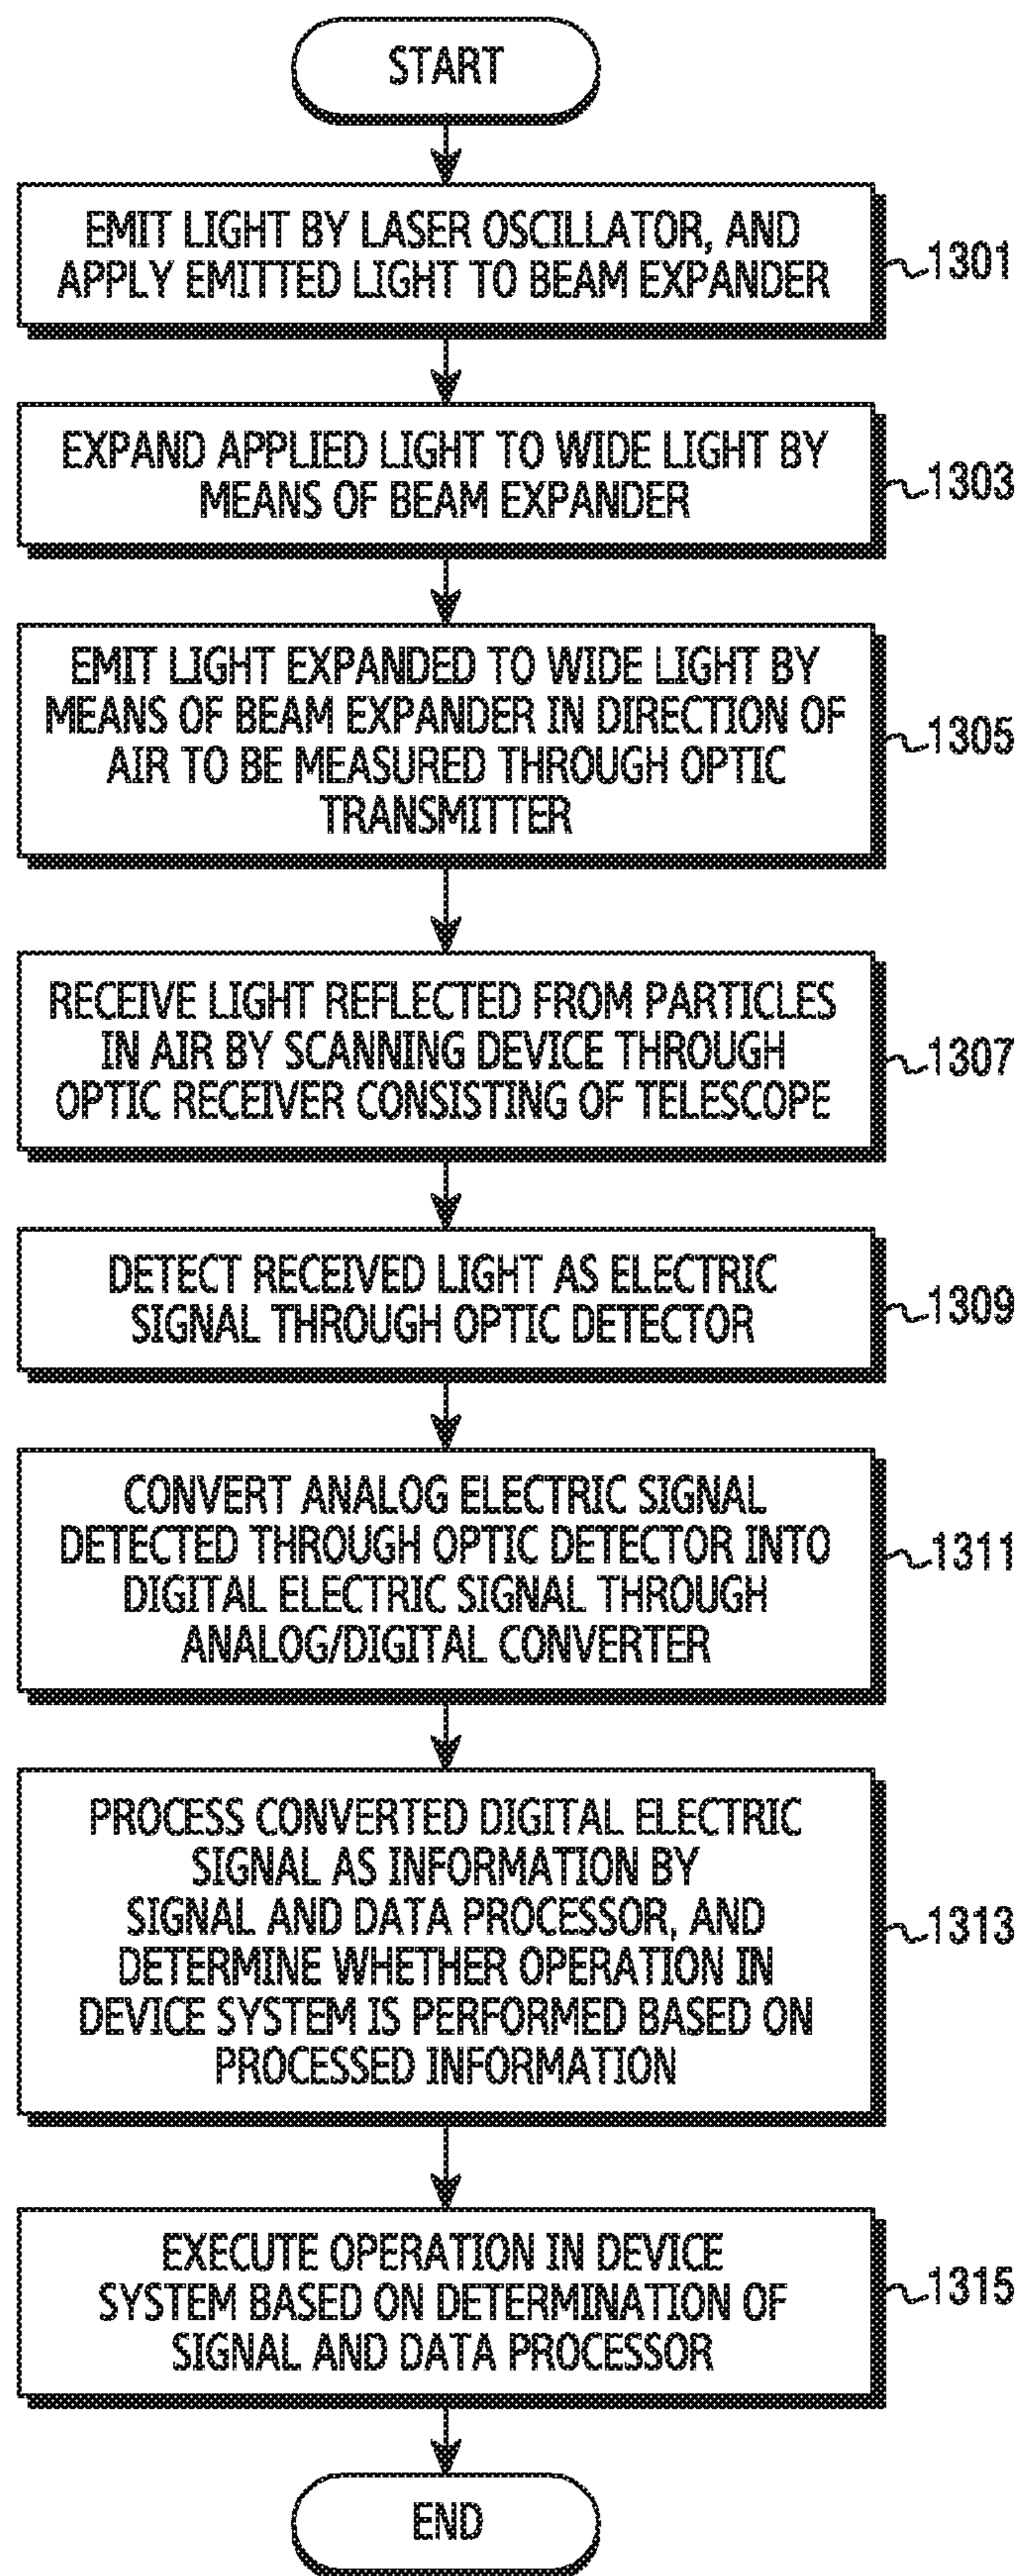 START
EMIT LIGHT BY LASER OSCILLATOR, AND
APPLY EMITTED LIGHT TO BEAM EXPANDER
1301
EXPAND APPLIED LIGHT TO WIDE LIGHT BY
MEANS OF BEAM EXPANDER
1303
EMIT LIGHT EXPANDED TO WIDE LIGHT BY
MEANS OF BEAM EXPANDER IN DIRECTION OF
AIR TO BE MEASURED THROUGH OPTIC
TRANSMITTER
1305
RECEIVE LIGHT REFLECTED FROM PARTICLES
IN AIR BY SCANNING DEVICE THROUGH
OPTIC RECEIVER CONSISTING OF TELESCOPE
1307
DETECT RECEIVED LIGHT AS ELECTRIC
SIGNAL THROUGH OPTIC DETECTOR
1309
CONVERT ANALOG ELECTRIC SIGNAL
DETECTED THROUGH OPTIC DETECTOR INTO
DIGITAL ELECTRIC SIGNAL THROUGH
ANALOG/DIGITAL CONVERTER
1311
PROCESS CONVERTED DIGITAL ELECTRIC
SIGNAL AS INFORMATION BY
SIGNAL AND DATA PROCESSOR, AND
DETERMINE WHETHER OPERATION IN
DEVICE SYSTEM IS PERFORMED BASED ON
PROCESSED INFORMATION
1313
EXECUTE OPERATION IN DEVICE
SYSTEM BASED ON DETERMINATION OF
SIGNAL AND DATA PROCESSOR
1315
END